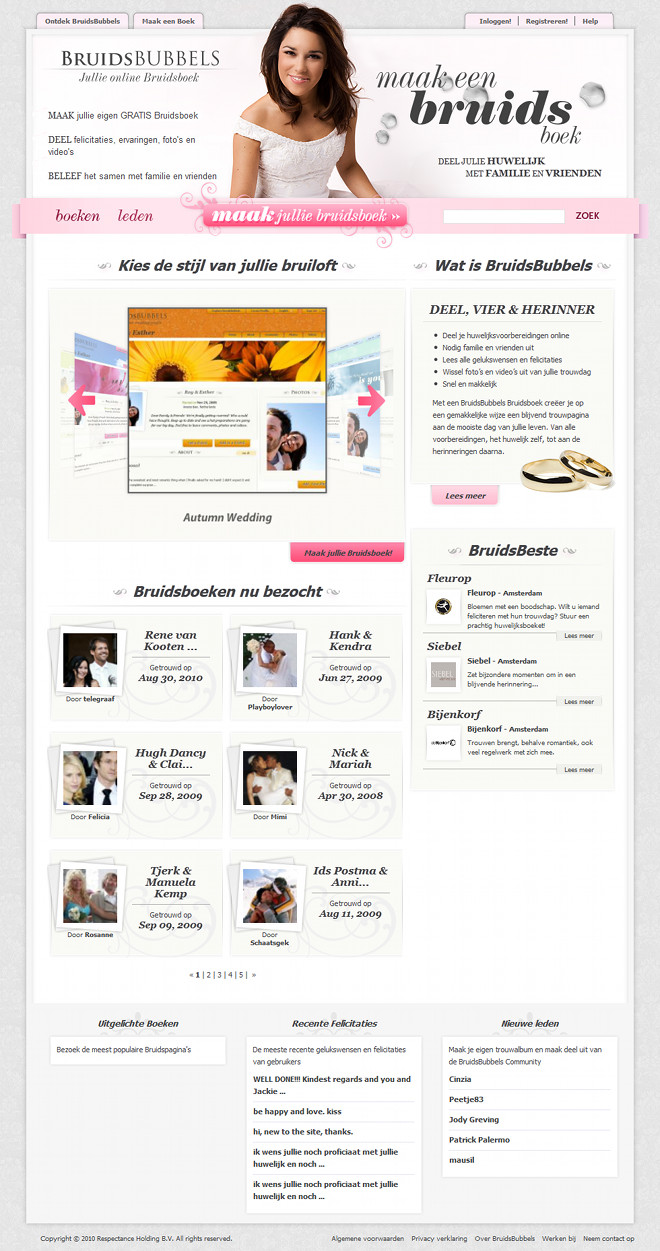 Ontdek BruidsBubbels
Maak een Boek
Inloggen!
Registreren!
Help
BRUIDSBUBBELS
Jullie online Bruidsboek
MAAK jullie eigen GRATIS Bruidsboek
DEEL felicities, ervaringen, foto's en
video's
BELEEF het samen met familie en vrienden
maak een
bruids
boek
DEEL JULIE HUWELIJK
MET FAMILIE EN VRIENDEN
boeken
leden
maak jullie bruidsboek »
ZOEK
Kies de stijl van jullie bruiloft
Autumn Wedding
Maak jullie Bruidsboek!
Wat is BruidsBubbels
DEEL, VIER & HERINNER
Deel je huwelijksvoorbereidingen online
Nodig familie en vrienden uit
Lees alle gelukswensen en felicitaties
Wissel foto's en video's uit van jullie trouwdag
Snel en makkelijk
Met een BruidsBubbels Bruidsboek creëer je op
een gemakkelijke wijze een blijvend trouwpagina
aan de mooiste dag van jullie leven. Van alle
voorbereidingen, het huwelijk zelf, tot aan de
herinneringen daarna.
Lees meer
Bruidsboeken nu bezocht
Rene van
Kooten ...
Getrouwd op
Aug 30, 2010
Door telegraaf
Hank &
Kendra
Getrouwd op
Jun 27, 2009
Door
Playboylover
Hugh Dancy
& Clai...
Getrouwd op
Sep 28, 2009
Door Felicia
Nick &
Mariah
Getrouwd op
Apr 30, 2008
Door Mimi
Tjerk &
Manuela
Kemp
Getrouwd op
Sep 09, 2009
Door Rosanne
Ids Postma &
Anni...
Getrouwd op
Aug 11, 2009
Door
Schaatsgek
« 1 | 2 | 3 | 4 | 5 | »
BruidsBeste
Fleurop
Fleurop - Amsterdam
Bloemen met een boodschap. Wilt u iemand
feliciteren met hun trouwdag? Stuur een
prachtig huwelijksboeket!
Lees meer
Siebel
SIEBEL
Siebel - Amsterdam
Zet bijzondere momenten om in een
blijvende herinnering...
Lees meer
Bijenkorf
Bijenkorf - Amsterdam
Trouwen brengt, behalve romantiek, ook
veel regelwerk met zich mee.
Lees meer
Uitgelichte Boeken
Bezoek de meest populaire Bruidspagina's
Recente Felicitaties
De meeste recente gelukswensen en felicities
van gebruikers
WELL DONE!!! Kindest regards and you and
Jackie ...
be happy and love. kiss
hi, new to the site, thanks.
ik wens jullie nog proficiaat met jullie
huwelijk en noch ...
ik wens jullie nog proficiaat met jullie
huwelijk en noch ...
Nieuwe leden
Maak je eigen trouwalbum en maak deel uit van
de BruidsBubbels Community
Cinzia
Peetje83
Jody Greving
Patrick Palermo
mausil
Copyright © 2010 Respectance Holding B.V. All rights reserved.
Algemene voorwaarden
Privacy verklaring
Over BruidsBubbels
Werken bij
Neem contact op